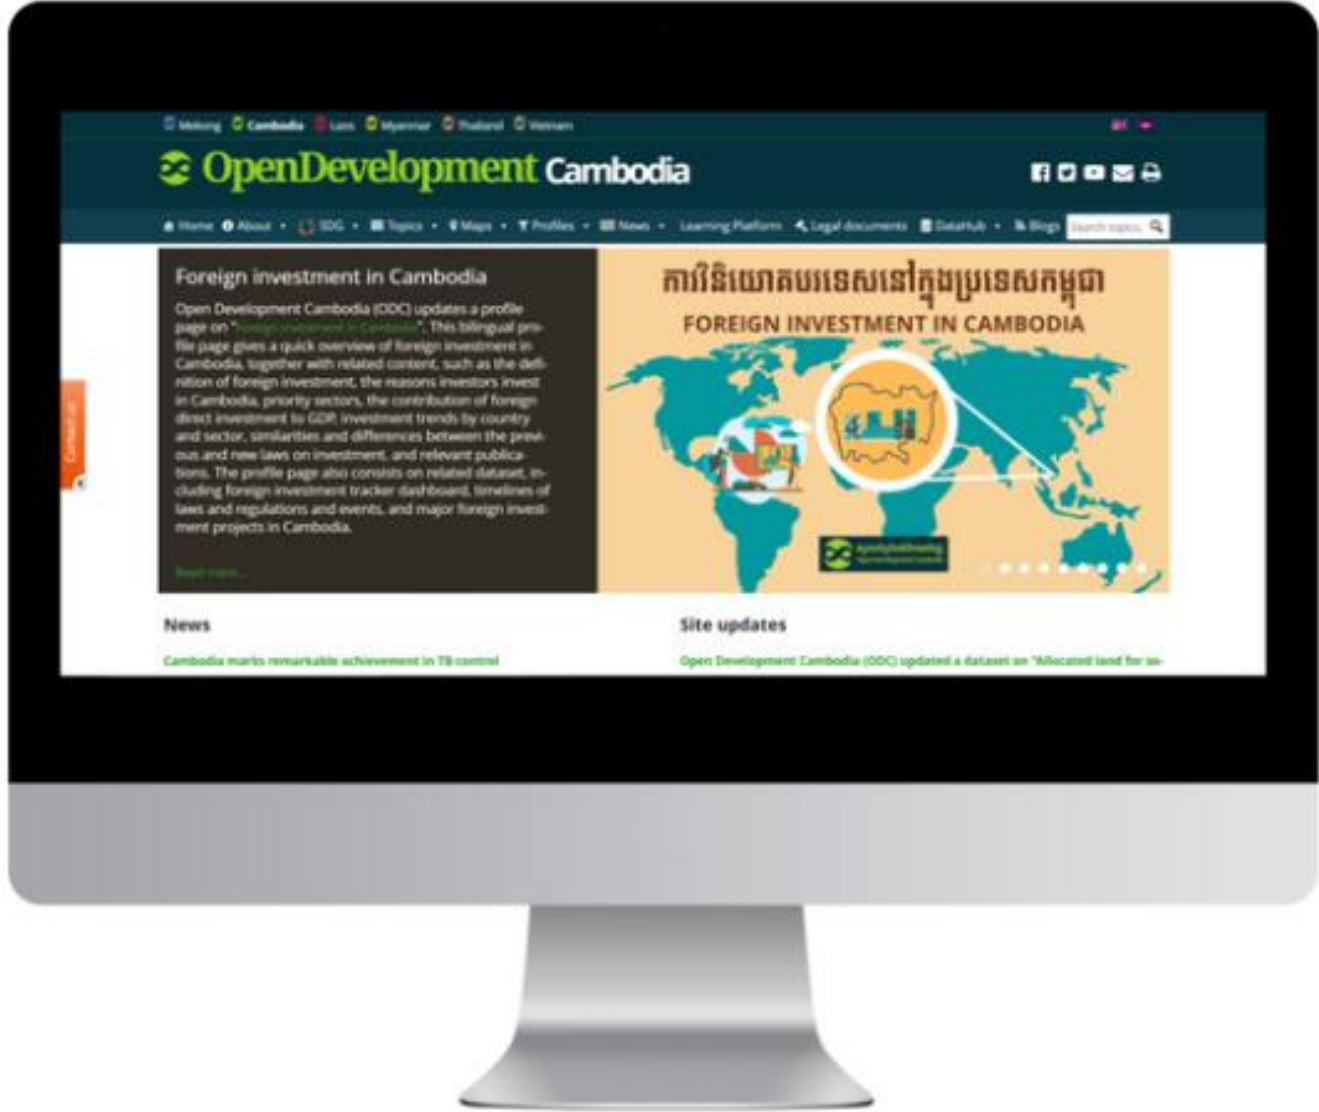 Mekong Cambodia Laos Myanmar Thailand Vietnam
OpenDevelopment Cambodia
Home About SDG Topics Maps Profiles News Learning Platform Legal documents DataHub Blogs Search topics,
Contact us
Foreign investment in Cambodia
Open Development Cambodia (ODC) updates a profile
page on "Foreign investment in Cambodia". This bilingual pro-
file page gives a quick overview of foreign investment in
Cambodia, together with related content, such as the defi-
nition of foreign investment, the reasons investors invest
in Cambodia, priority sectors, the contribution of foreign
direct investment to GDP, investment trends by country
and sector, similarities and differences between the previ-
ous and new laws on investment, and relevant publica-
tions. The profile page also consists on related dataset, in-
cluding foreign investment tracker dashboard, timelines of
laws and regulations and events, and major foreign invest-
ment projects in Cambodia.
Read more...
ការវិនិយោគបរទេសនៅក្នុងប្រទេសកម្ពុជា
FOREIGN INVESTMENT IN CAMBODIA
News
Cambodia marks remarkable achievement in TB control
Site updates
Open Development Cambodia (ODC) updated a dataset on "Allocated land for so-